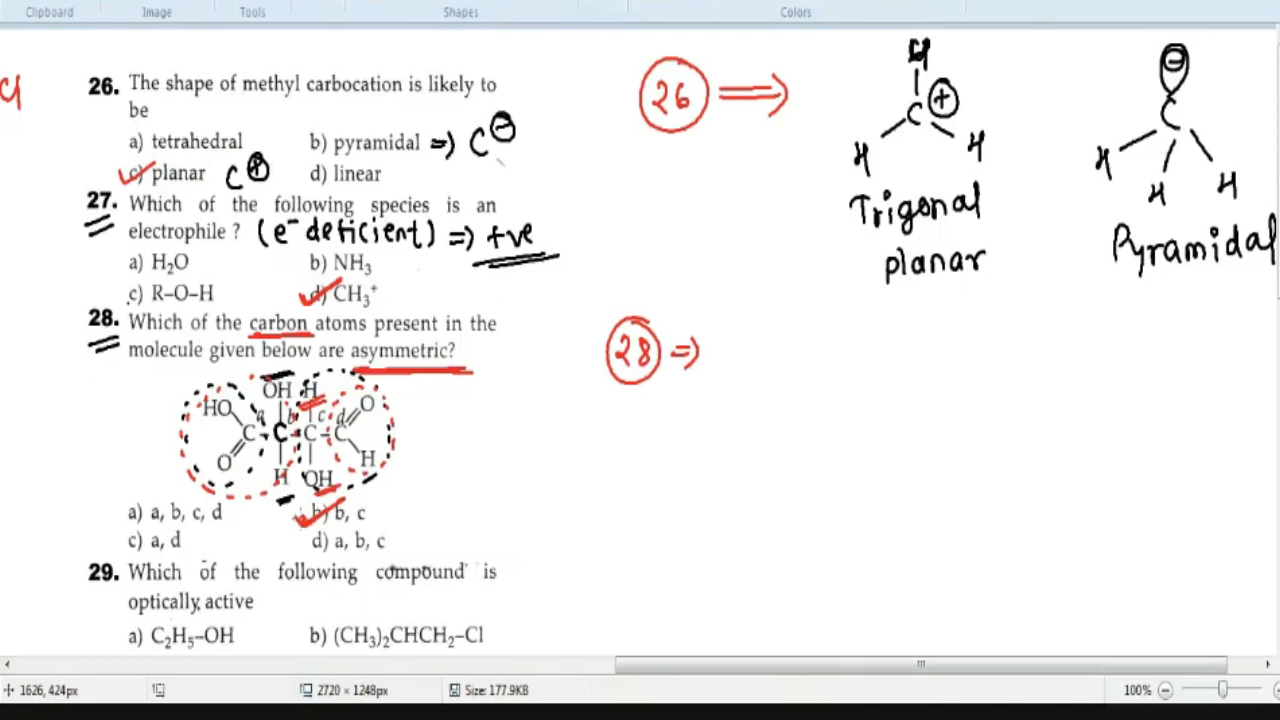 Clipboard Image Tools Shapes Colors
26. The shape of methyl carbocation is likely to
be
a) tetrahedral b) pyramidal ⇒ C⊖
c) planar C⊕ d) linear
27. Which of the following species is an
electrophile ? (e⁻ deficient) ⇒ +ve
a) H₂O b) NH₃
c) R–O–H d) CH₃⁺
28. Which of the carbon atoms present in the
molecule given below are asymmetric?
OH H
HO a b c d O
C C C C
O H
H OH
a) a, b, c, d b) b, c
c) a, d d) a, b, c
29. Which of the following compound is
optically active
a) C₂H₅–OH b) (CH₃)₂CHCH₂–Cl
26 ⇒
H
C ⊕
H H
Trigonal
planar
⊖
C
H H H
Pyramidal
28 ⇒
1626, 424px 2720 × 1248px Size: 177.9KB 100%